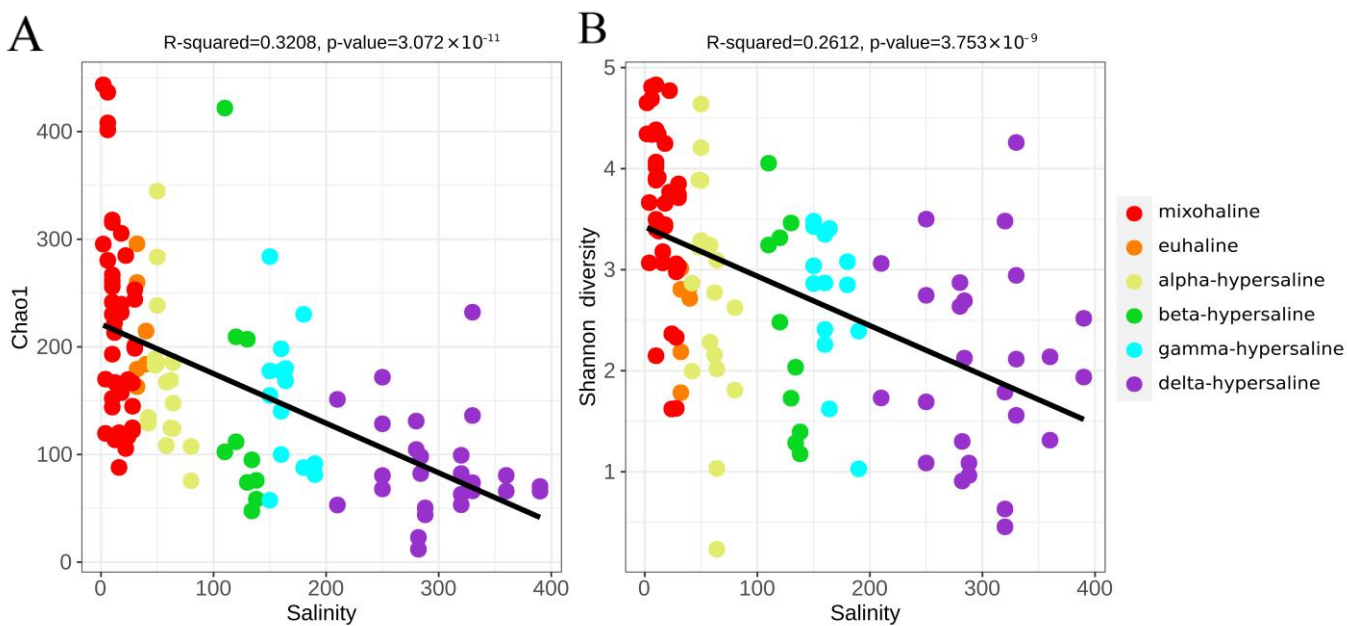 A
R-squared=0.3208, p-value=3.072×10⁻¹¹
Chao1
400
300
200
100
0
0 100 200 300 400
Salinity
B
R-squared=0.2612, p-value=3.753×10⁻⁹
Shannon diversity
5
4
3
2
1
0 100 200 300 400
Salinity
mixohaline
euhaline
alpha-hypersaline
beta-hypersaline
gamma-hypersaline
delta-hypersaline